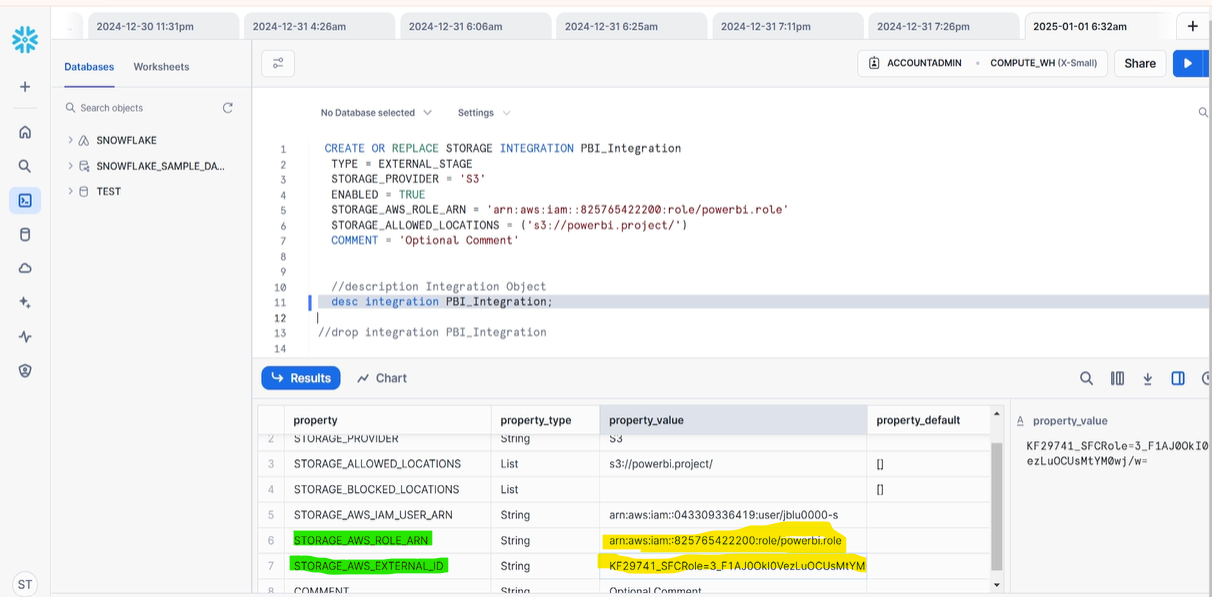 2024-12-30 11:31pm
2024-12-31 4:26am
2024-12-31 6:06am
2024-12-31 6:25am
2024-12-31 7:11pm
2024-12-31 7:26pm
2025-01-01 6:32am
Databases Worksheets
ACCOUNTADMIN COMPUTE_WH (X-Small) Share
Search objects
No Database selected Settings
SNOWFLAKE
SNOWFLAKE_SAMPLE_DA...
TEST
1 CREATE OR REPLACE STORAGE INTEGRATION PBI_Integration
2 TYPE = EXTERNAL_STAGE
3 STORAGE_PROVIDER = 'S3'
4 ENABLED = TRUE
5 STORAGE_AWS_ROLE_ARN = 'arn:aws:iam::825765422200:role/powerbi.role'
6 STORAGE_ALLOWED_LOCATIONS = ('s3://powerbi.project/')
7 COMMENT = 'Optional Comment'
8
9
10 //description Integration Object
11 desc integration PBI_Integration;
12
13 //drop integration PBI_Integration
14
Results Chart
property property_type property_value property_default
2 STORAGE_PROVIDER String S3
3 STORAGE_ALLOWED_LOCATIONS List s3://powerbi.project/ []
4 STORAGE_BLOCKED_LOCATIONS List []
5 STORAGE_AWS_IAM_USER_ARN String arn:aws:iam::043309336419:user/jblu0000-s
6 STORAGE_AWS_ROLE_ARN String arn:aws:iam::825765422200:role/powerbi.role
7 STORAGE_AWS_EXTERNAL_ID String KF29741_SFCRole=3_F1AJ0OkI0VezLuOCUsMtYM
8 COMMENT String Optional Comment
A property_value
KF29741_SFCRole=3_F1AJ0OkI0
ezLuOCUsMtYM0wj/w=
ST